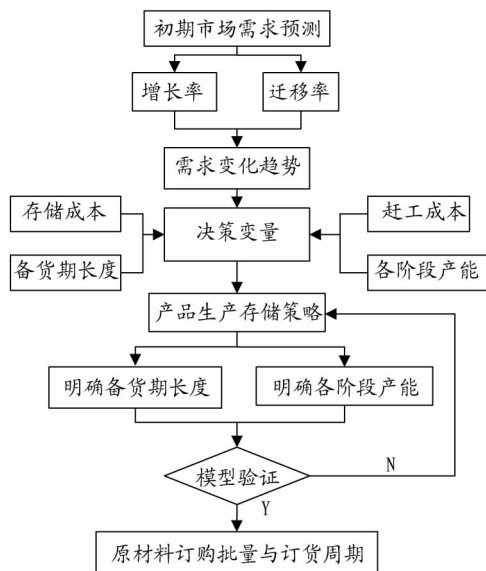 初期市场需求预测
增长率
迁移率
需求变化趋势
存储成本
赶工成本
决策变量
备货期长度
各阶段产能
产品生产存储策略
明确备货期长度
明确各阶段产能
模型验证
N
Y
原材料订购批量与订货周期